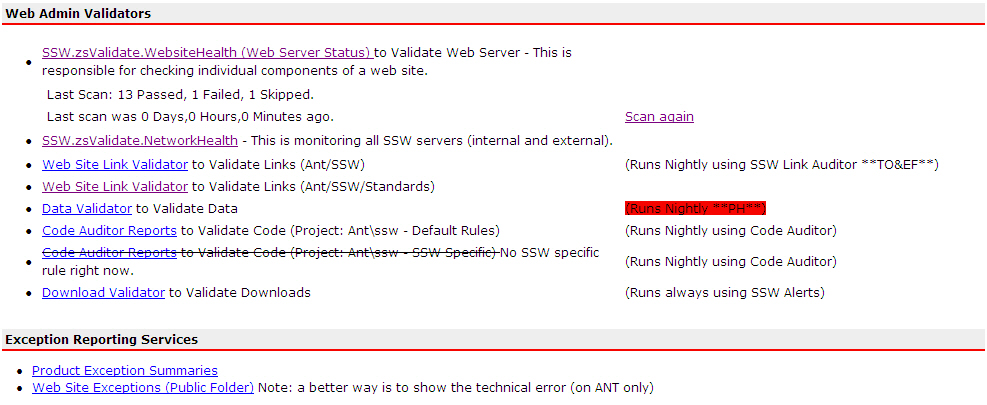 Web Admin Validators
SSW.zsValidate.WebsiteHealth (Web Server Status) to Validate Web Server - This is
responsible for checking individual components of a web site.
Last Scan: 13 Passed, 1 Failed, 1 Skipped.
Last scan was 0 Days,0 Hours,0 Minutes ago. Scan again
SSW.zsValidate.NetworkHealth - This is monitoring all SSW servers (internal and external).
Web Site Link Validator to Validate Links (Ant/SSW) (Runs Nightly using SSW Link Auditor **TO&EF**)
Web Site Link Validator to Validate Links (Ant/SSW/Standards)
Data Validator to Validate Data (Runs Nightly **PH**)
Code Auditor Reports to Validate Code (Project: Ant\ssw - Default Rules) (Runs Nightly using Code Auditor)
Code Auditor Reports to Validate Code (Project: Ant\ssw - SSW Specific) No SSW specific
rule right now. (Runs Nightly using Code Auditor)
Download Validator to Validate Downloads (Runs always using SSW Alerts)
Exception Reporting Services
Product Exception Summaries
Web Site Exceptions (Public Folder) Note: a better way is to show the technical error (on ANT only)